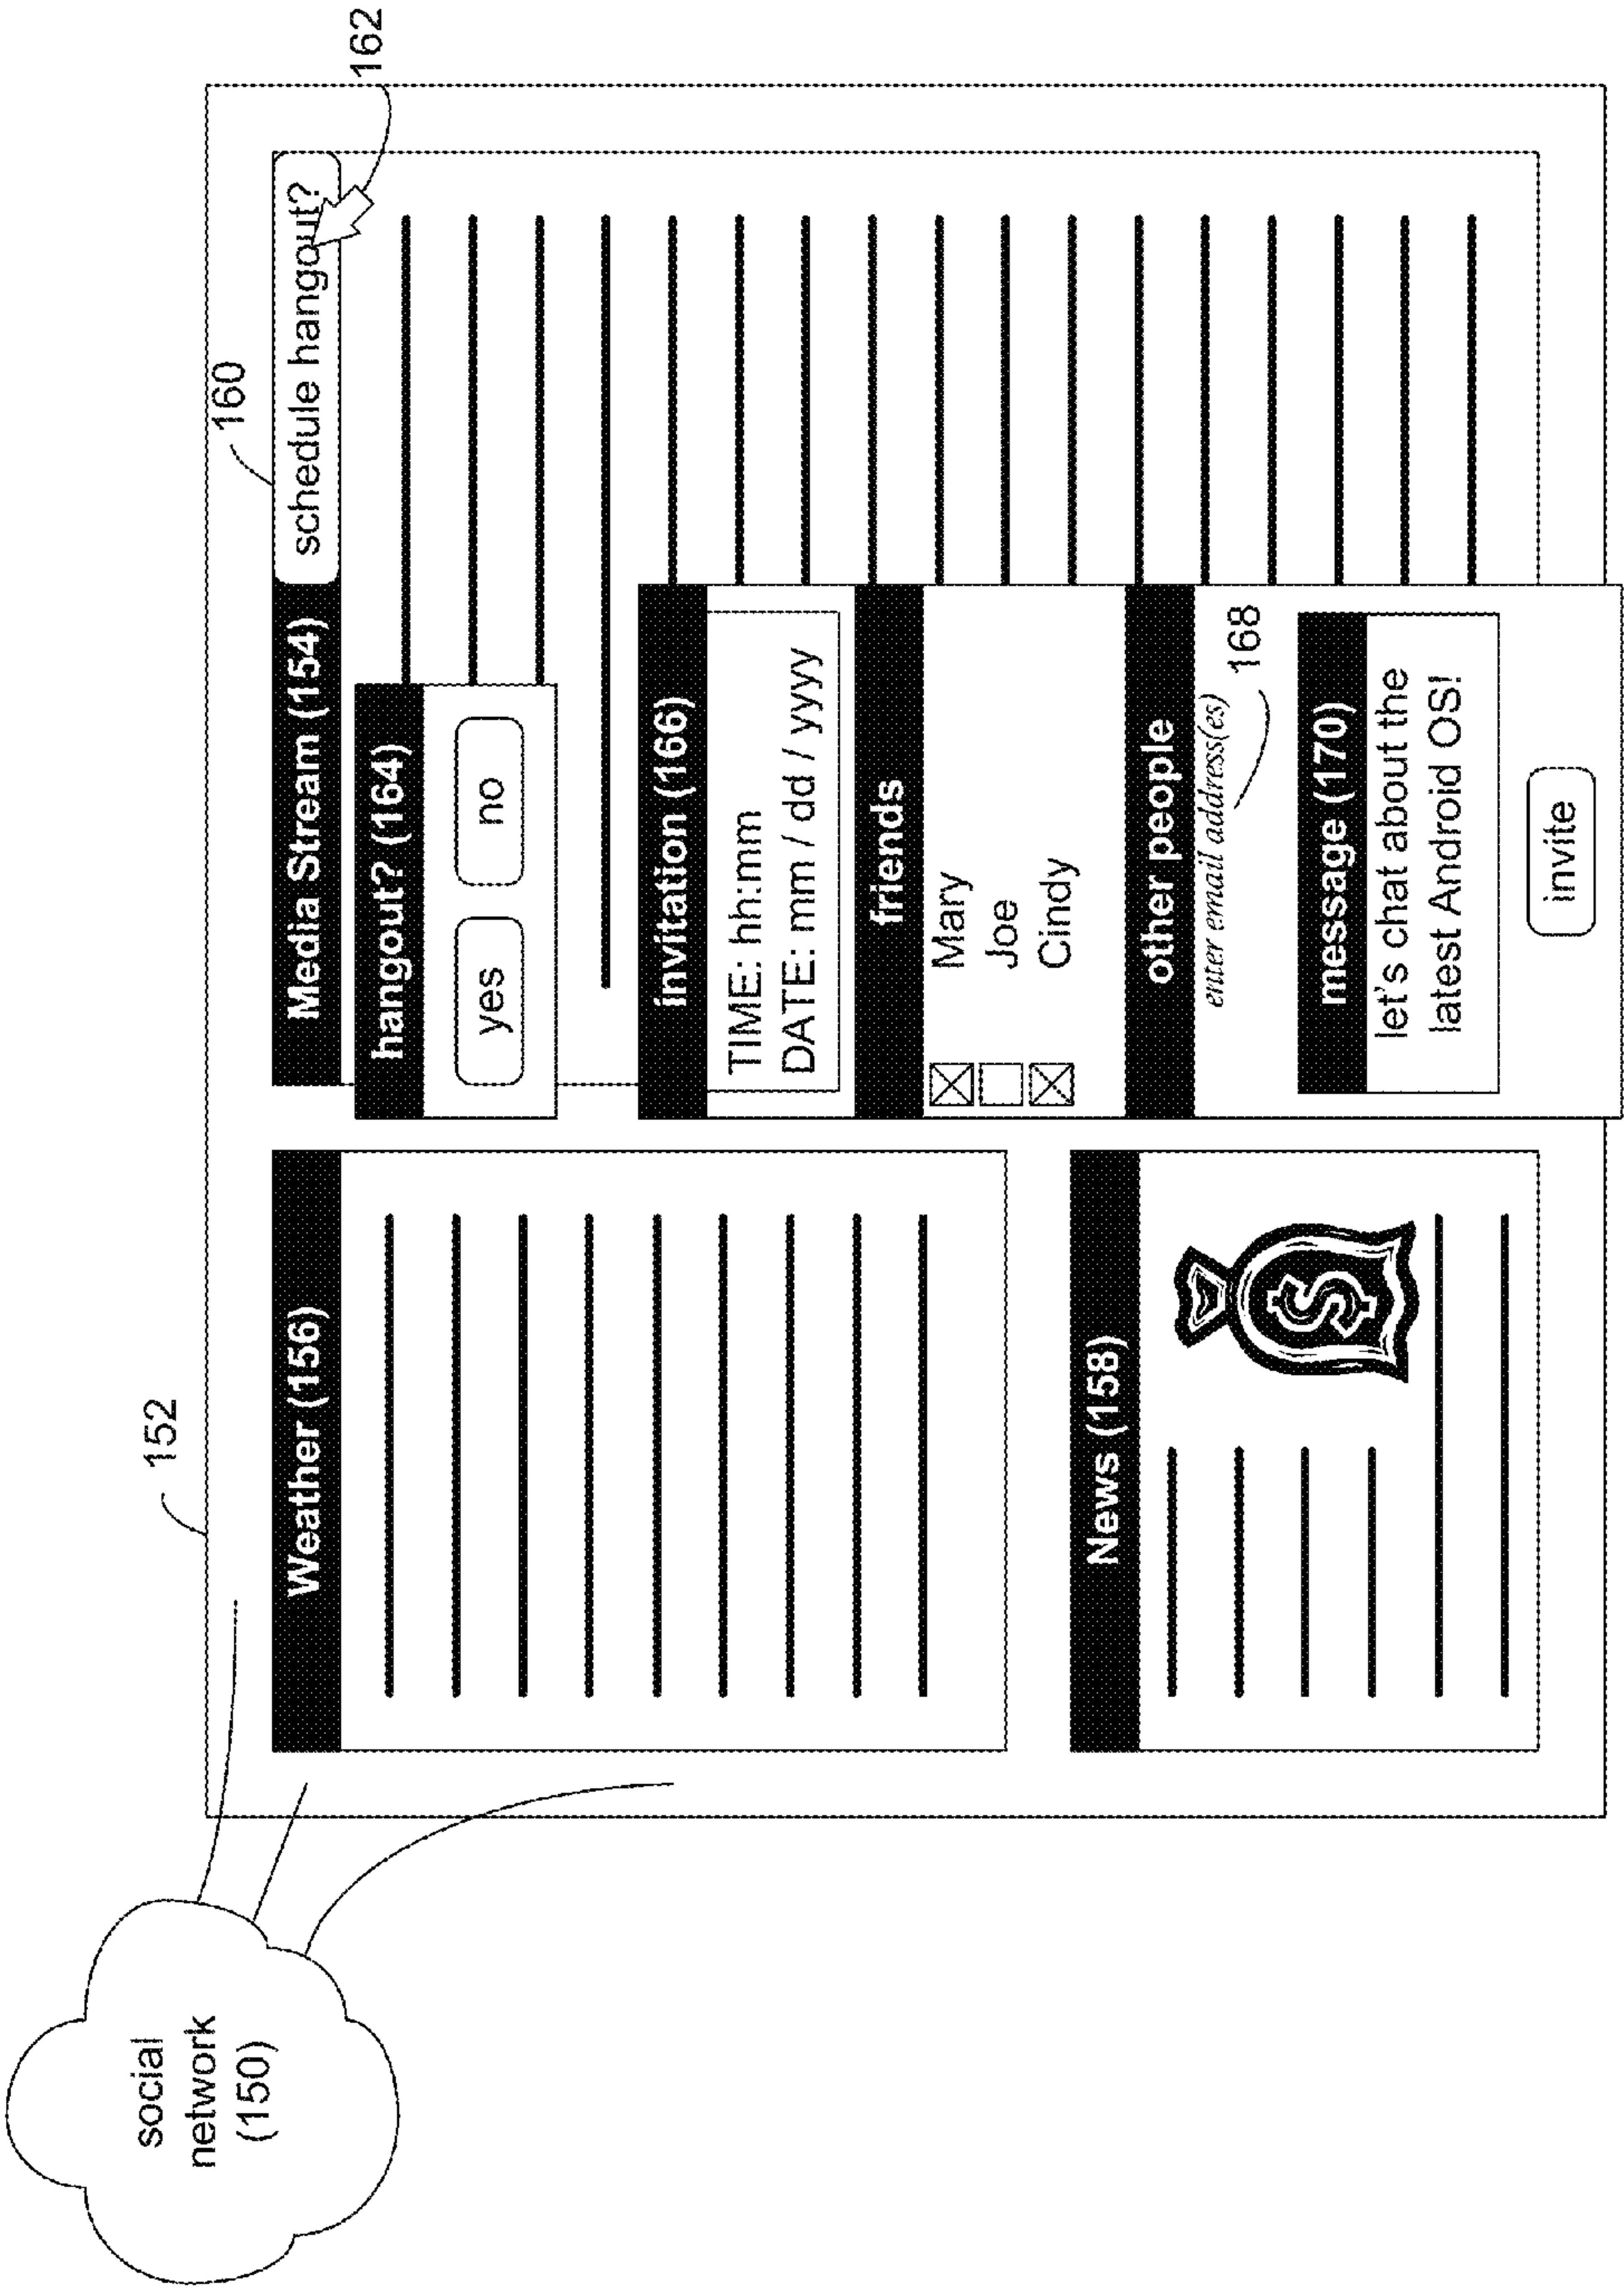 social
network
(150)
152
Weather (156)
News (158)
$
160
Media Stream (154)
schedule hangout?
162
hangout? (164)
yes
no
invitation (166)
TIME: hh:mm
DATE: mm / dd / yyyy
friends
Mary
Joe
Cindy
other people
enter email address(es)
168
message (170)
let's chat about the
latest Android OS!
invite